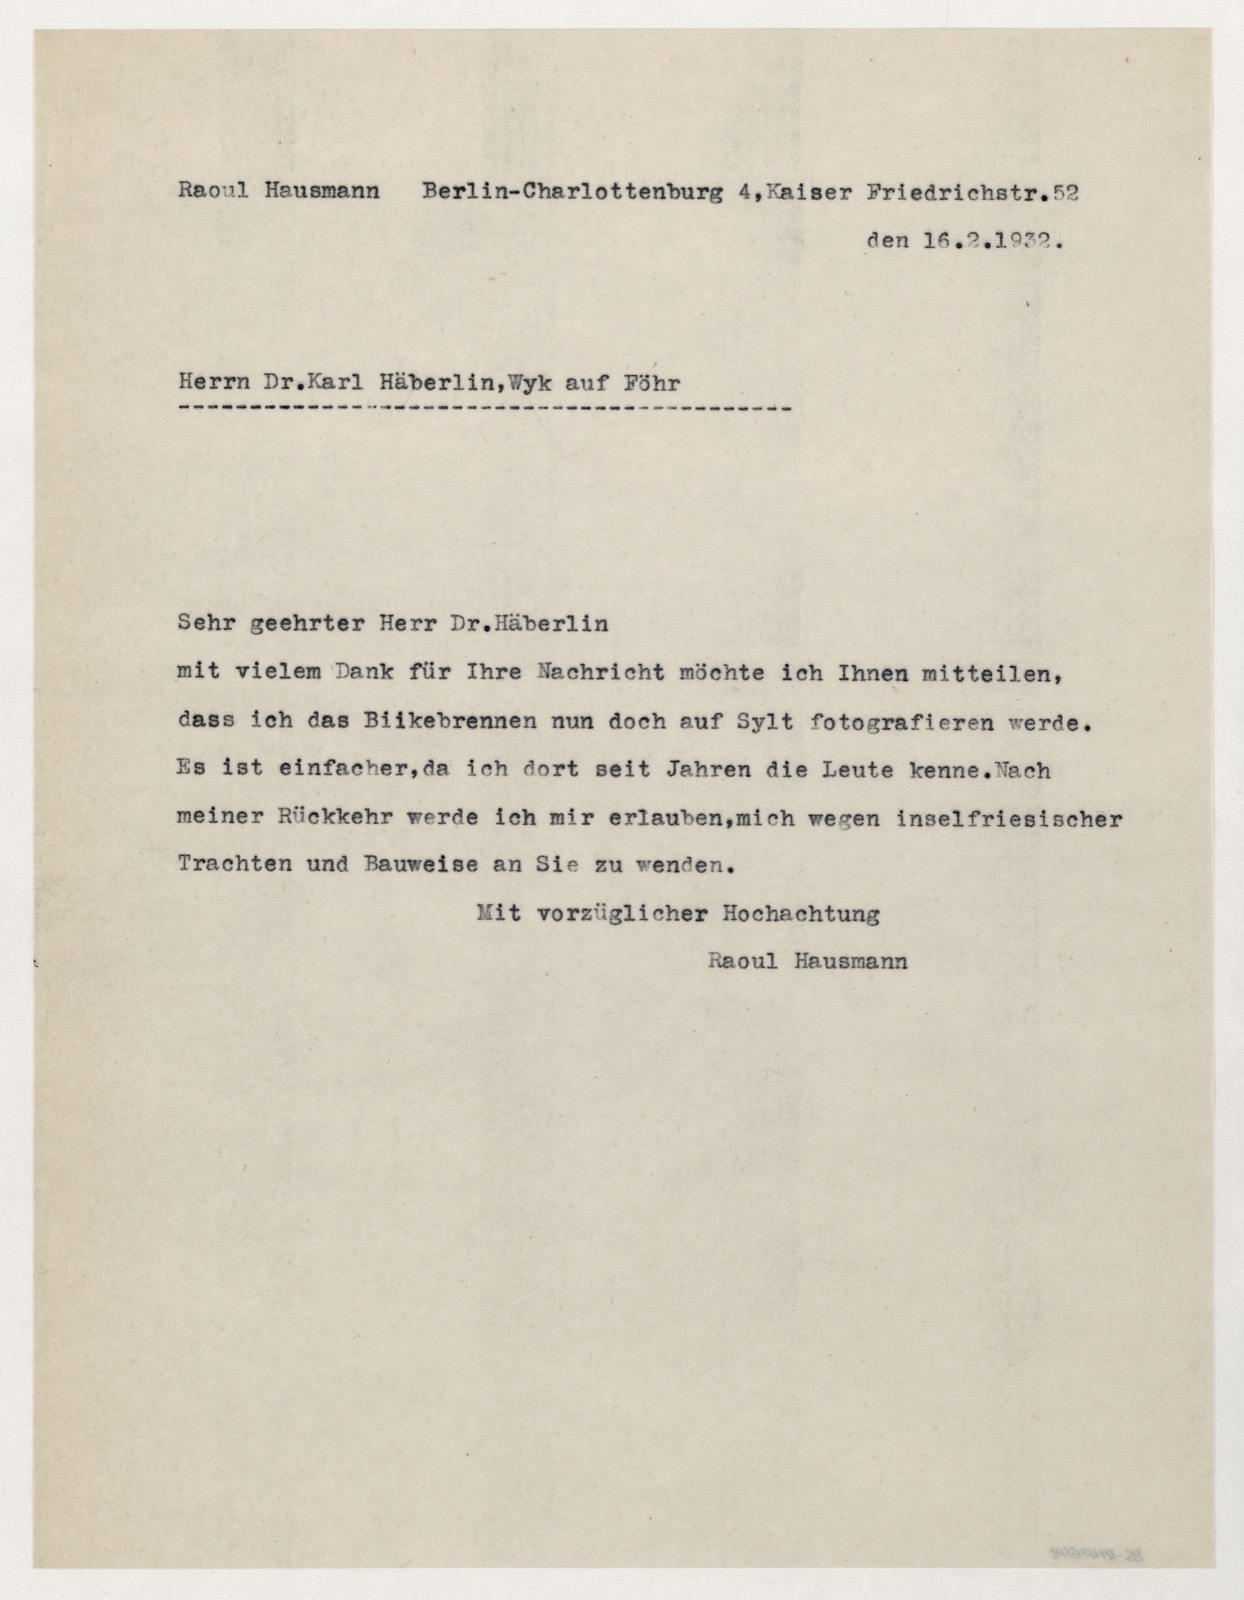 Raoul Hausmann   Berlin-Charlottenburg 4,Kaiser Friedrichstr.52
den 16.2.1932.
Herrn Dr.Karl Häberlin,Wyk auf Föhr
-------------------------------------------
Sehr geehrter Herr Dr.Häberlin
mit vielem Dank für Ihre Nachricht möchte ich Ihnen mitteilen,
dass ich das Biikebrennen nun doch auf Sylt fotografieren werde.
Es ist einfacher,da ich dort seit Jahren die Leute kenne.Nach
meiner Rückkehr werde ich mir erlauben,mich wegen inselfriesischer
Trachten und Bauweise an Sie zu wenden.
Mit vorzüglicher Hochachtung
Raoul Hausmann